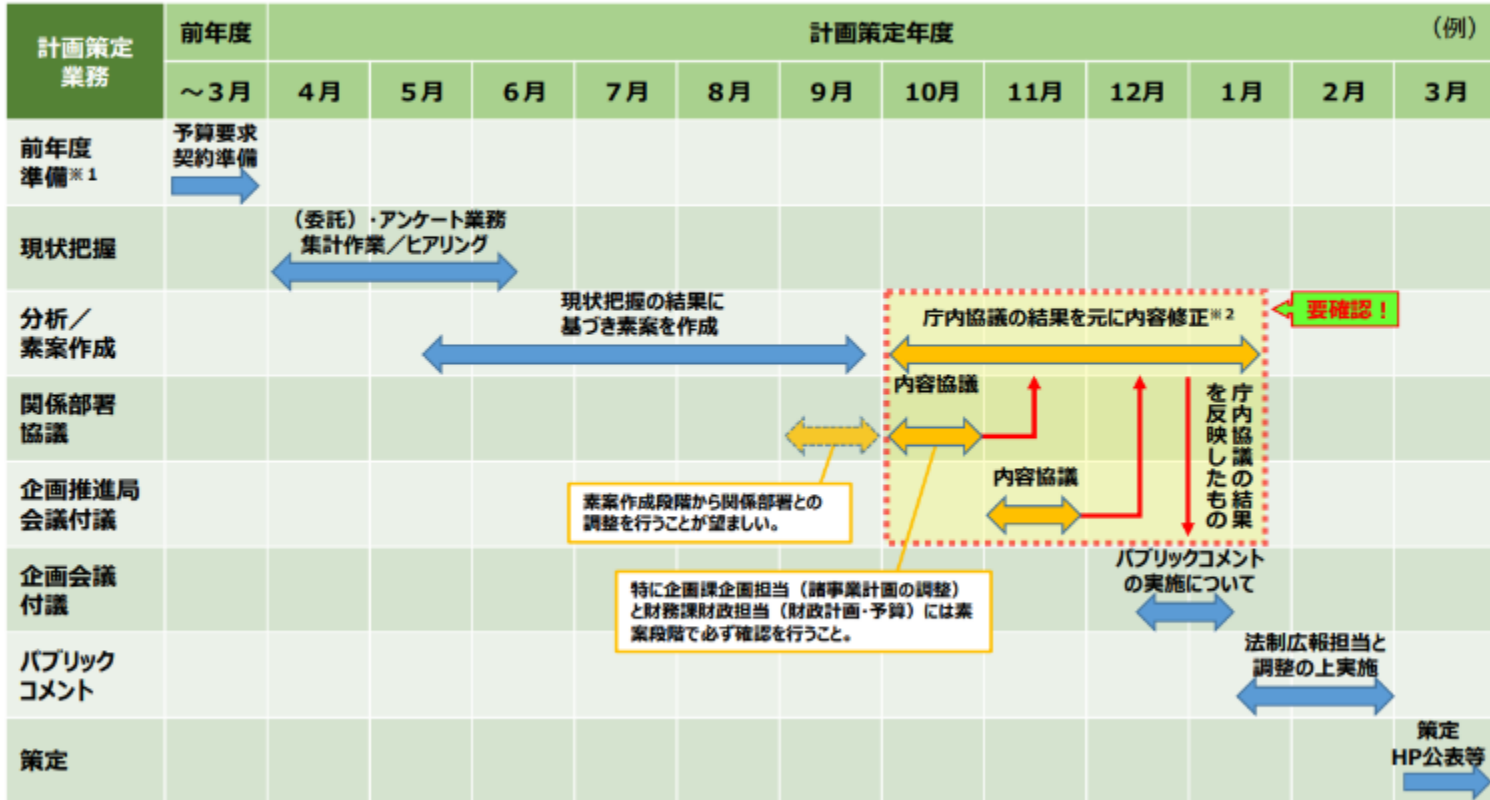 計画策定
業務
前年度
計画策定年度
（例）
～3月
4月
5月
6月
7月
8月
9月
10月
11月
12月
1月
2月
3月
前年度
準備※1
予算要求
契約準備
現状把握
（委託）・アンケート業務
集計作業／ヒアリング
分析／
素案作成
現状把握の結果に
基づき素案を作成
庁内協議の結果を元に内容修正※2
要確認！
関係部署
協議
内容協議
庁内協議の結果
を反映したもの
企画推進局
会議付議
素案作成段階から関係部署との
調整を行うことが望ましい。
内容協議
企画会議
付議
特に企画課企画担当（諸事業計画の調整）
と財務課財政担当（財政計画・予算）には素
案段階で必ず確認を行うこと。
パブリックコメント
の実施について
パブリック
コメント
法制広報担当と
調整の上実施
策定
策定
HP公表等